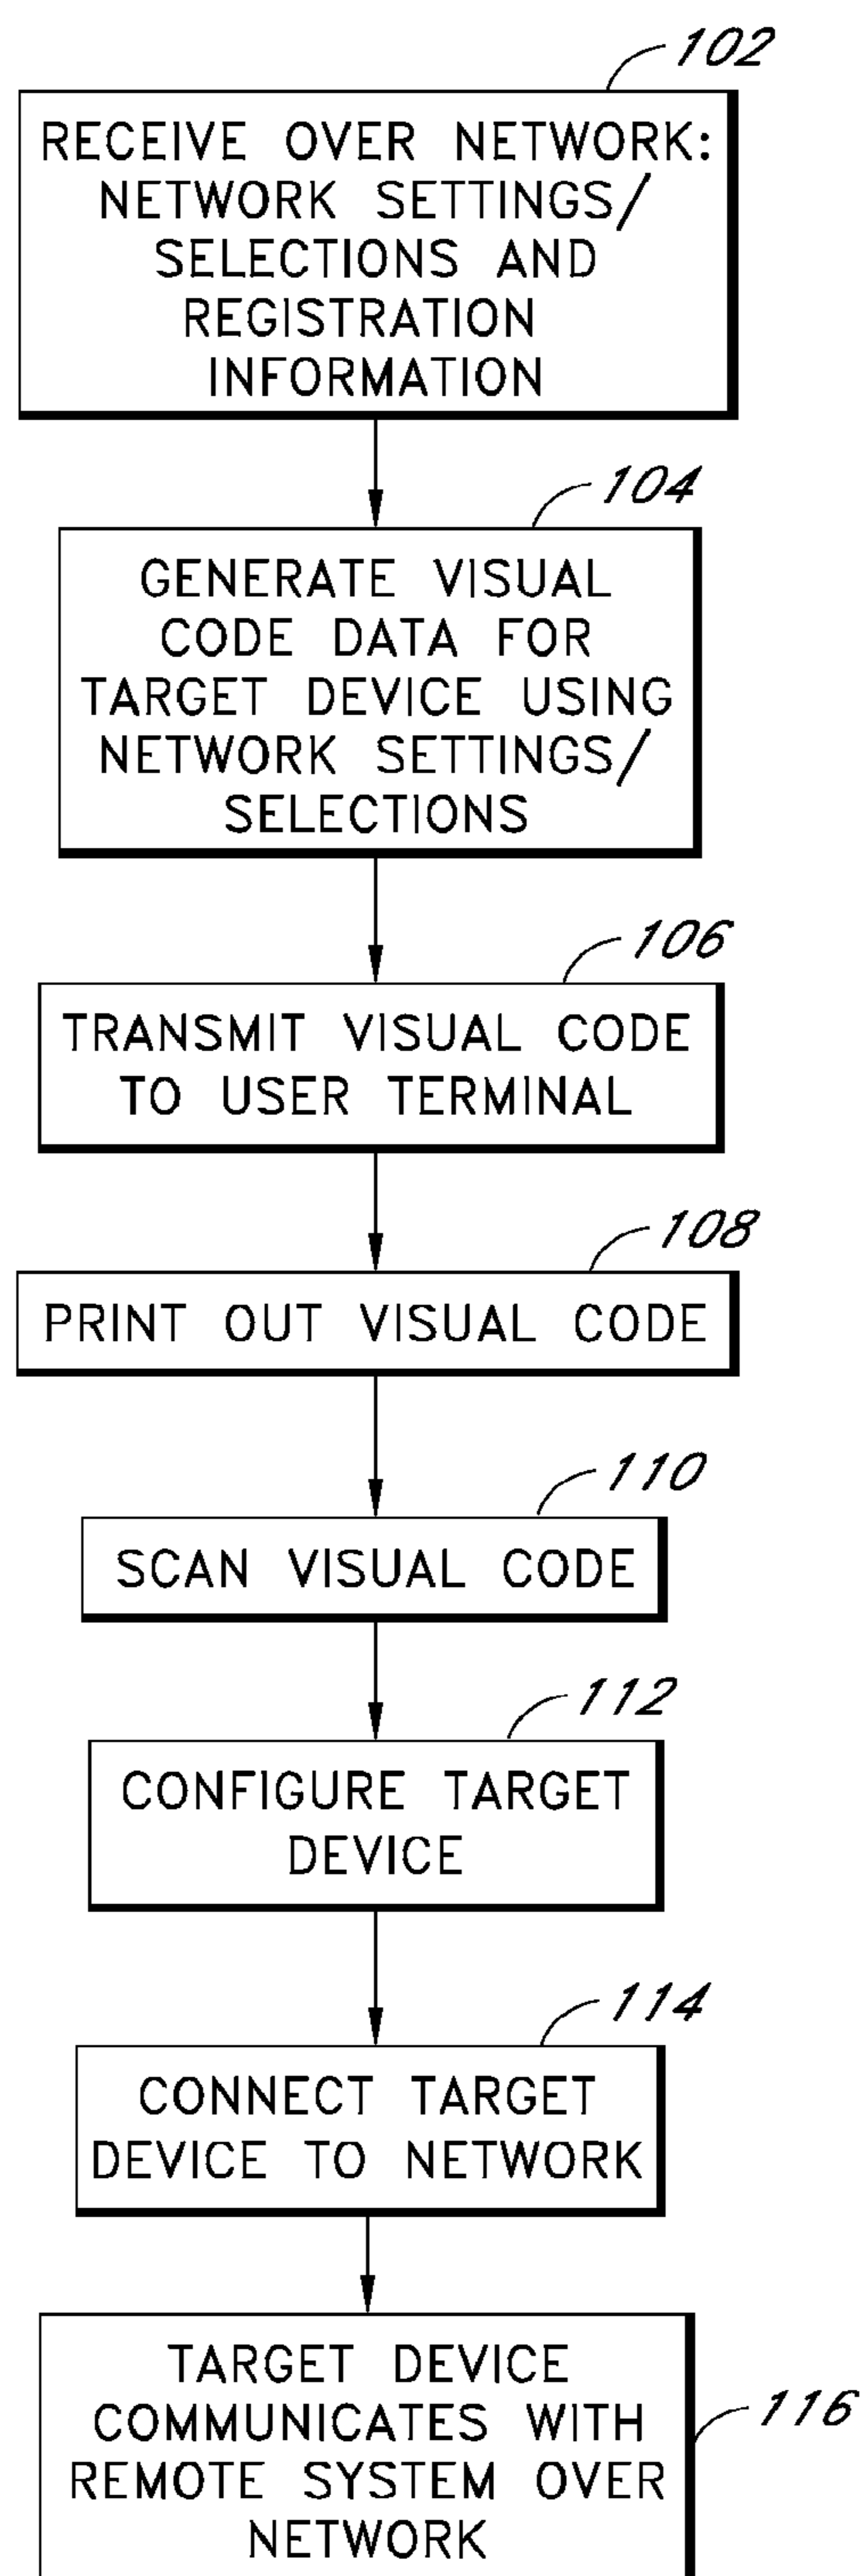 102
RECEIVE OVER NETWORK:
NETWORK SETTINGS/
SELECTIONS AND
REGISTRATION
INFORMATION
104
GENERATE VISUAL
CODE DATA FOR
TARGET DEVICE USING
NETWORK SETTINGS/
SELECTIONS
106
TRANSMIT VISUAL CODE
TO USER TERMINAL
108
PRINT OUT VISUAL CODE
110
SCAN VISUAL CODE
112
CONFIGURE TARGET
DEVICE
114
CONNECT TARGET
DEVICE TO NETWORK
TARGET DEVICE
COMMUNICATES WITH
REMOTE SYSTEM OVER
NETWORK
116